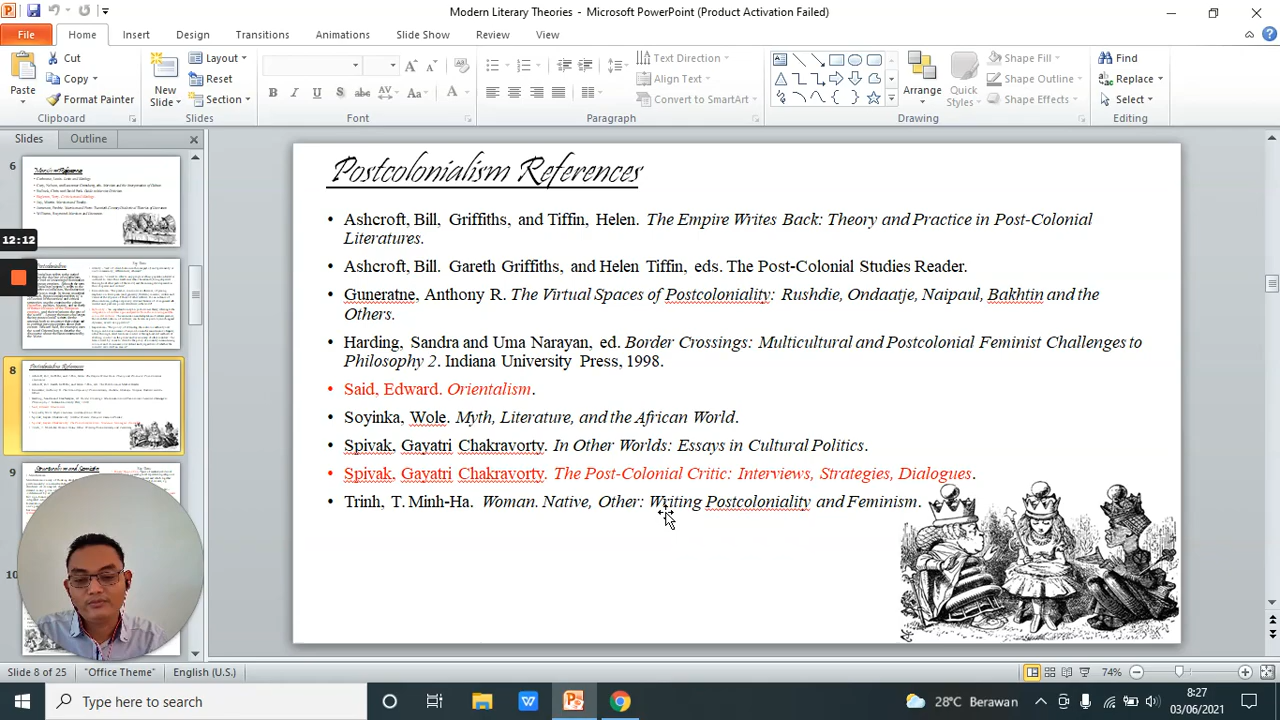 Modern Literary Theories - Microsoft PowerPoint (Product Activation Failed)
File Home Insert Design Transitions Animations Slide Show Review View
Cut Layout Text Direction Shape Fill Find
Copy Reset Align Text Shape Outline Replace
Paste Format Painter New Slide Section Convert to SmartArt Arrange Quick Styles Shape Effects Select
Clipboard Slides Font Paragraph Drawing Editing
Slides Outline
6
12:12
8
9
10
Postcolonialism References
• Ashcroft, Bill, Griffiths, and Tiffin, Helen. The Empire Writes Back: Theory and Practice in Post-Colonial
Literatures.
• Ashcroft, Bill, Gareth Griffiths, and Helen Tiffin, eds. The Post-Colonial Studies Reader.
• Guneratne, Anthony R. The Virtual Spaces of Postcoloniality: Rushdie, Ondaatje, Naipaul, Bakhtin and the
Others.
• Harding, Sandra and Uma Narayan, ed. Border Crossings: Multicultural and Postcolonial Feminist Challenges to
Philosophy 2. Indiana University Press, 1998
• Said, Edward. Orientalism.
• Soyinka, Wole. Myth, Literature, and the African World.
• Spivak, Gayatri Chakravorty. In Other Worlds: Essays in Cultural Politics.
• Spivak, Gayatri Chakravorty. The Post-Colonial Critic: Interviews, Strategies, Dialogues.
• Trinh, T. Minh-Ha. Woman. Native, Other: Writing Postcoloniality and Feminism.
Slide 8 of 25 "Office Theme" English (U.S.) 74%
Type here to search 28°C Berawan 8:27
03/06/2021